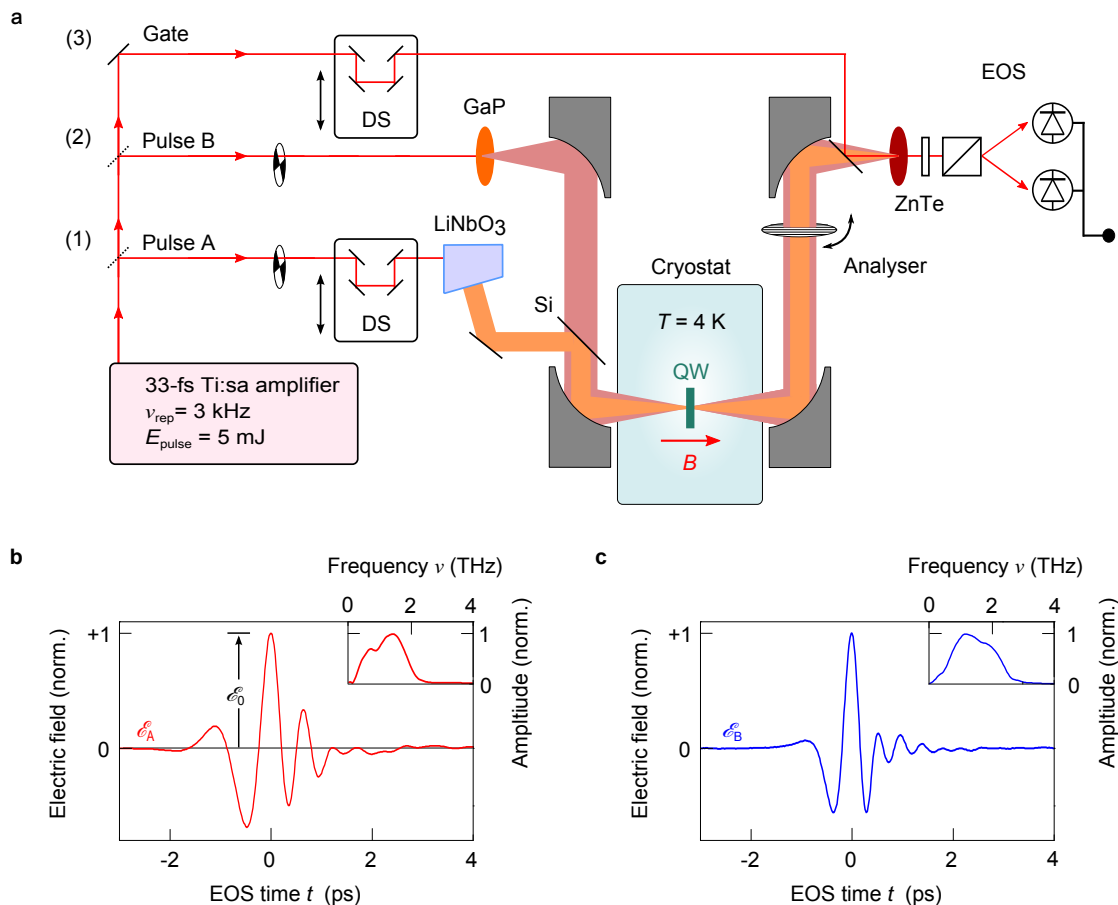 a
(3)
Gate
DS
EOS
(2)
Pulse B
GaP
ZnTe
(1)
Pulse A
DS
LiNbO3
Si
Analyser
Cryostat
T = 4 K
QW
B
33-fs Ti:sa amplifier
νrep= 3 kHz
Epulse = 5 mJ
b
Frequency ν (THz)
0 2 4
1
0
Amplitude (norm.)
Electric field (norm.)
+1
0
ℰ0
ℰA
-2 0 2 4
EOS time t (ps)
c
Frequency ν (THz)
0 2 4
1
0
Amplitude (norm.)
Electric field (norm.)
+1
0
ℰB
-2 0 2 4
EOS time t (ps)